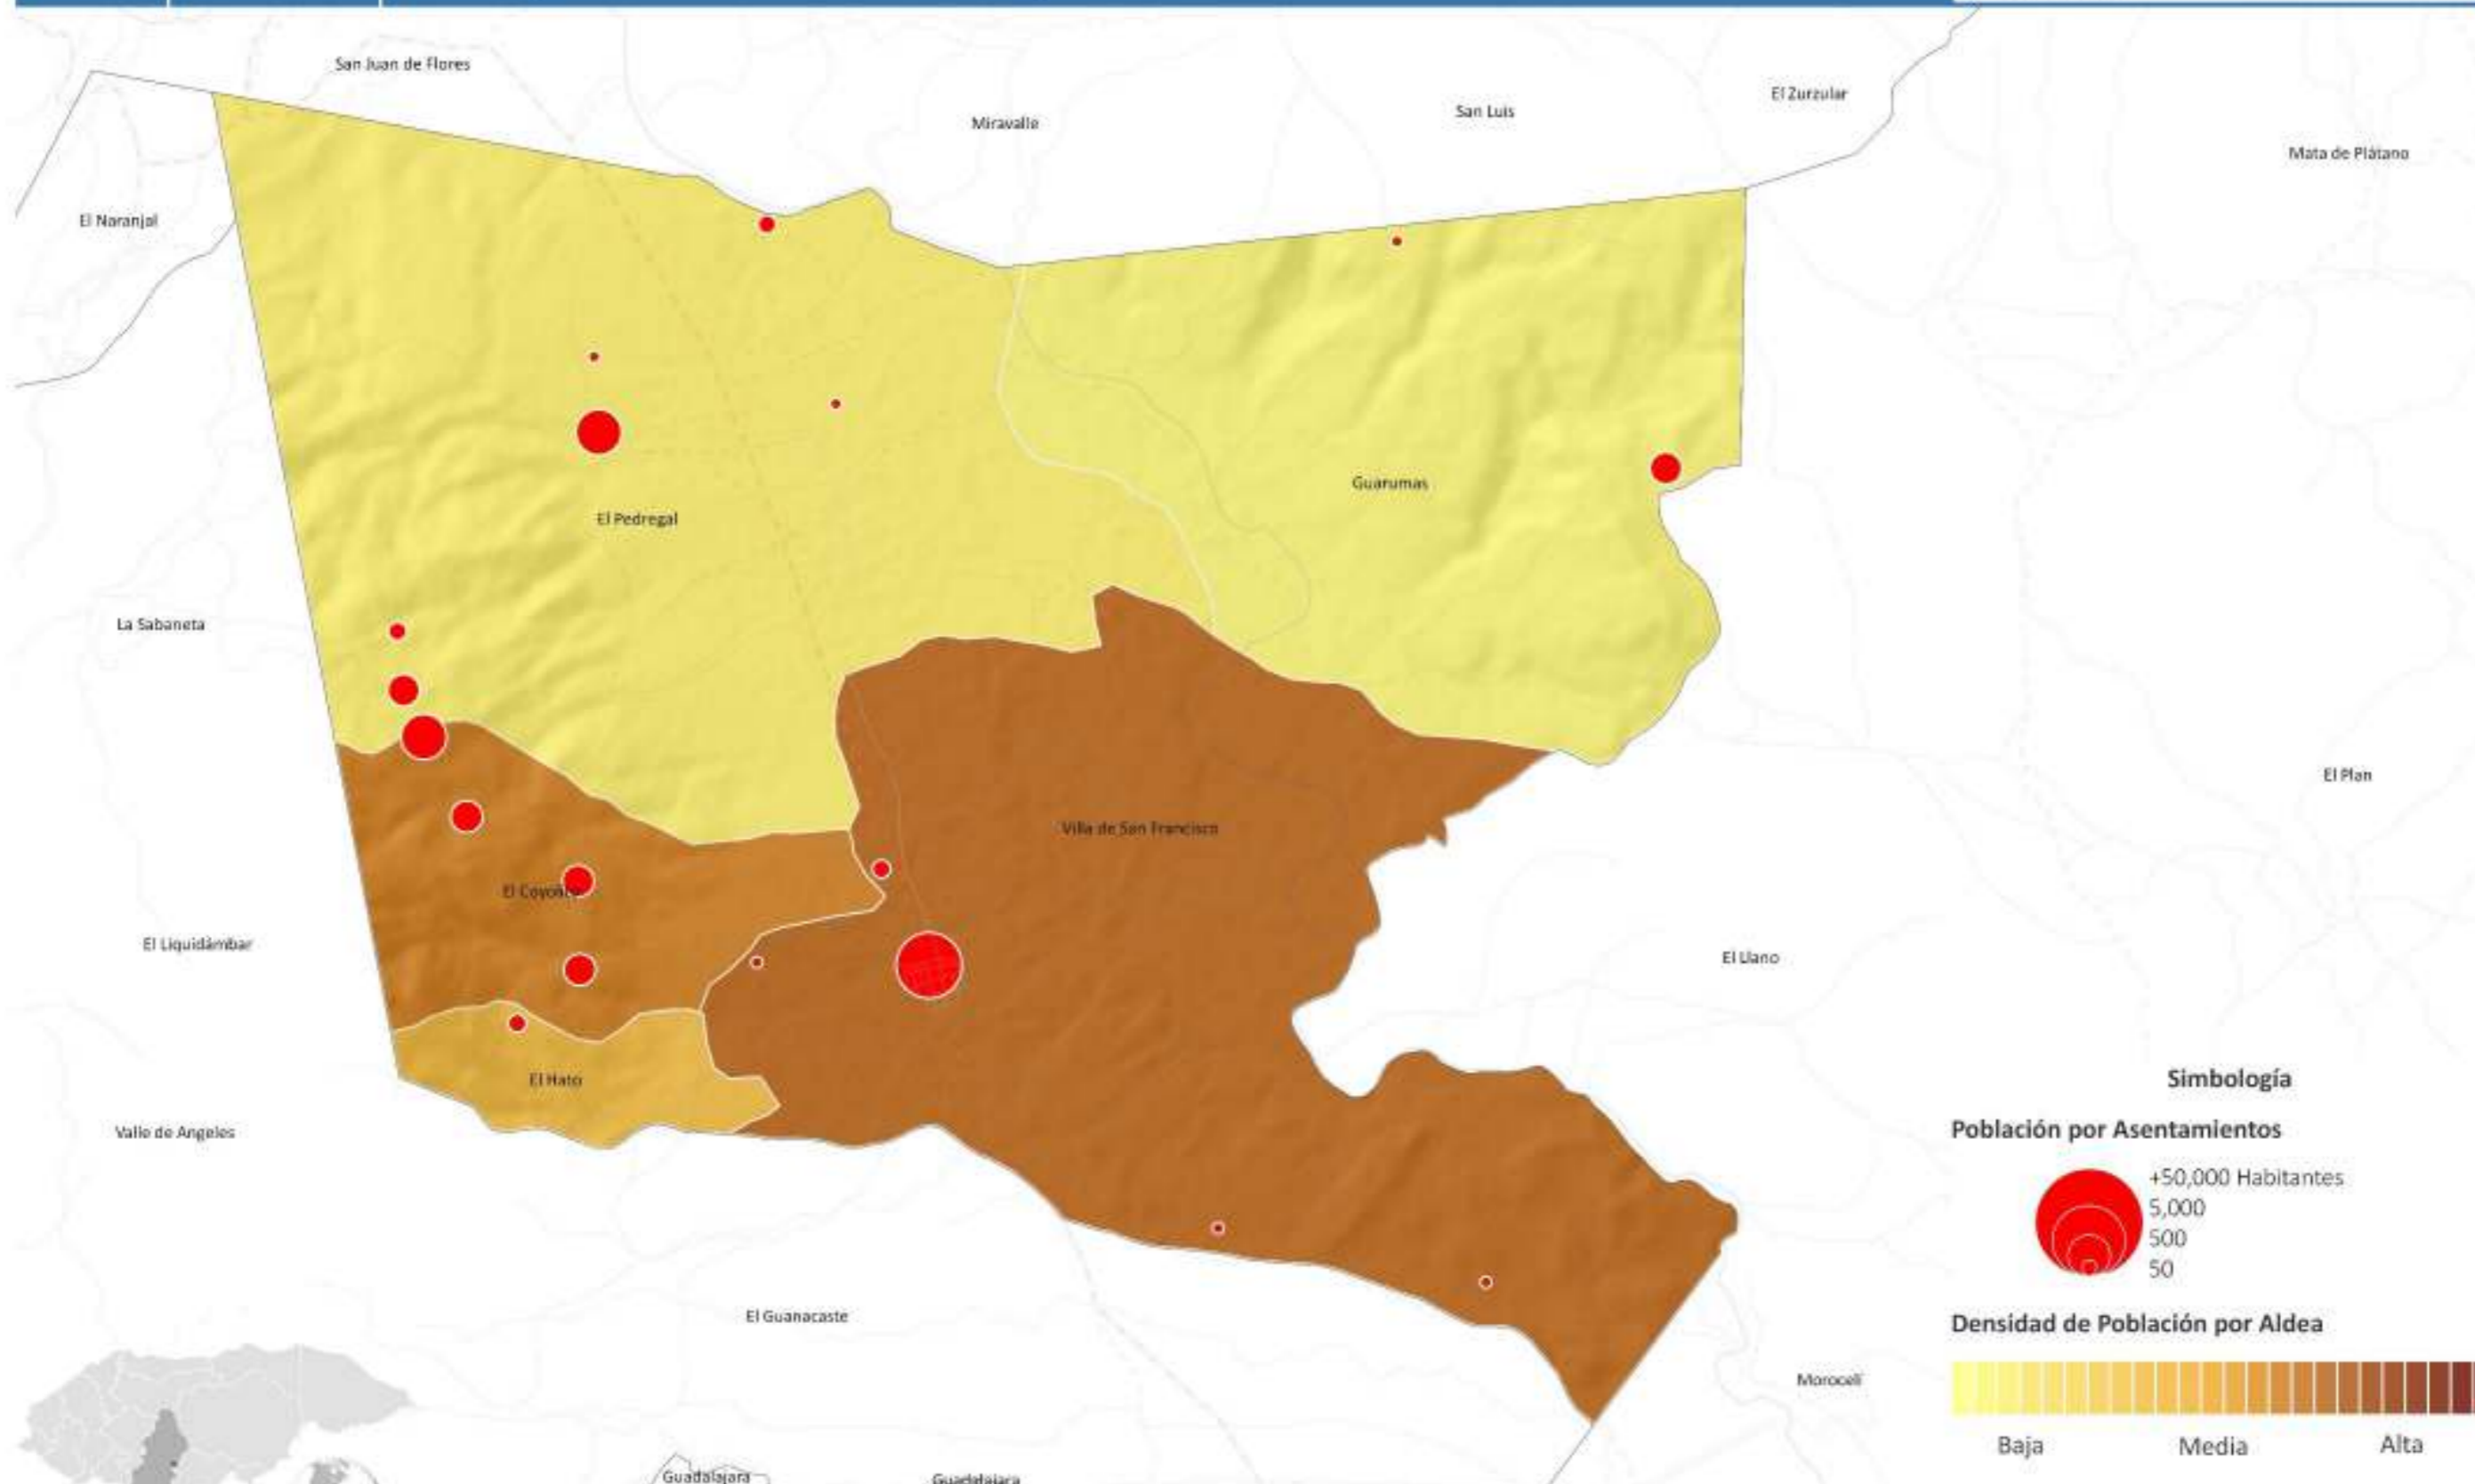 San Juan de Flores
El Zurzular
San Luis
Miravalle
Mata de Plátano
El Naranjal
Guarumas
El Pedregal
La Sabaneta
El Plan
Villa de San Francisco
El Coyolito
El Liquidámbar
El Llano
El Hato
Valle de Angeles
El Guanacaste
Morocelí
Guadalajara
Guadalajara
Simbología
Población por Asentamientos
+50,000 Habitantes
5,000
500
50
Densidad de Población por Aldea
Baja Media Alta